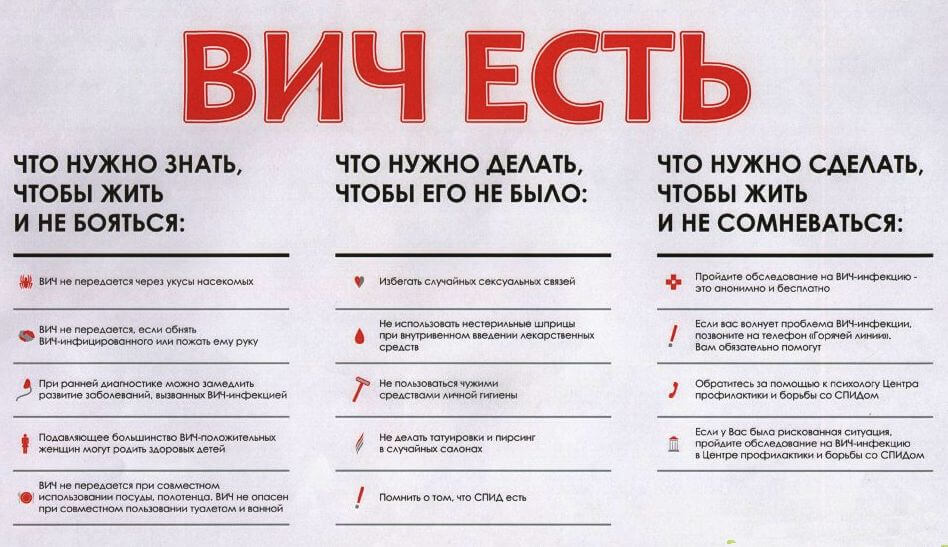 ВИЧ ЕСТЬ
ЧТО НУЖНО ЗНАТЬ,
ЧТОБЫ ЖИТЬ
И НЕ БОЯТЬСЯ:
ВИЧ не передается через укусы насекомых
ВИЧ не передается, если обнять
ВИЧ-инфицированного или пожать ему руку
При ранней диагностике можно замедлить
развитие заболеваний, вызванных ВИЧ-инфекцией
Подавляющее большинство ВИЧ-положительных
женщин могут родить здоровых детей
ВИЧ не передается при совместном
использовании посуды, полотенца. ВИЧ не опасен
при совместном пользовании туалетом и ванной
ЧТО НУЖНО ДЕЛАТЬ,
ЧТОБЫ ЕГО НЕ БЫЛО:
Избегать случайных сексуальных связей
Не использовать нестерильные шприцы
при внутривенном введении лекарственных
средств
Не пользоваться чужими
средствами личной гигиены
Не делать татуировки и пирсинг
в случайных салонах
Помнить о том, что СПИД есть
ЧТО НУЖНО СДЕЛАТЬ,
ЧТОБЫ ЖИТЬ
И НЕ СОМНЕВАТЬСЯ:
Пройдите обследование на ВИЧ-инфекцию -
это анонимно и бесплатно
Если вас волнует проблема ВИЧ-инфекции,
позвоните на телефон «Горячей линии».
Вам обязательно помогут
Обратитесь за помощью к психологу Центра
профилактики и борьбы со СПИДом
Если у Вас была рискованная ситуация,
пройдите обследование на ВИЧ-инфекцию
в Центре профилактики и борьбы со СПИДом